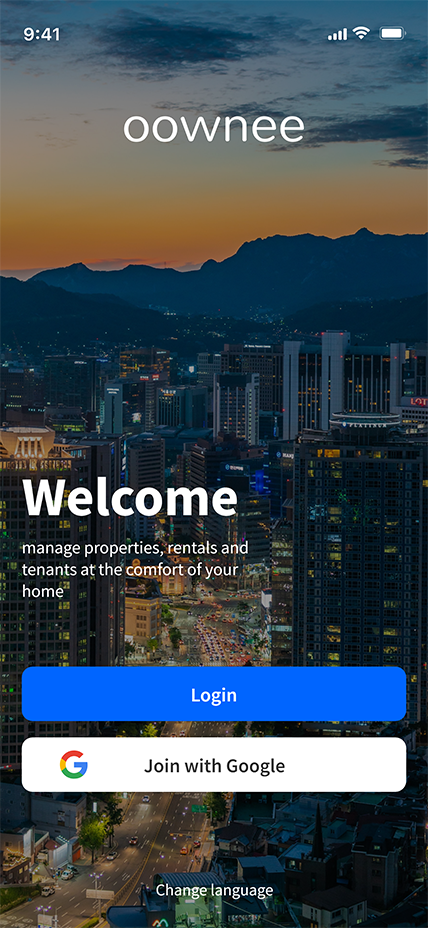 9:41
oownee
Welcome
manage properties, rentals and
tenants at the comfort of your
home
Login
Join with Google
Change language